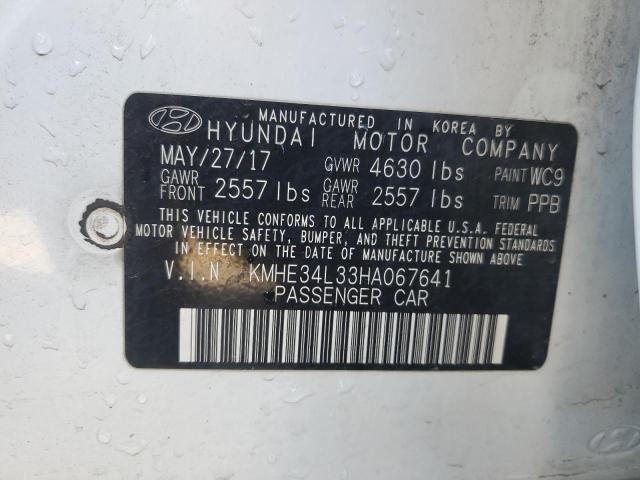 MANUFACTURED IN KOREA BY
HYUNDAI MOTOR COMPANY
MAY/27/17 GVWR 4630 lbs PAINT WC9
GAWR FRONT 2557 lbs GAWR REAR 2557 lbs TRIM PPB
THIS VEHICLE CONFORMS TO ALL APPLICABLE U.S.A. FEDERAL
MOTOR VEHICLE SAFETY, BUMPER, AND THEFT PREVENTION STANDARDS
IN EFFECT ON THE DATE OF MANUFACTURE SHOWN ABOVE
V.I.N KMHE34L33HA067641
PASSENGER CAR